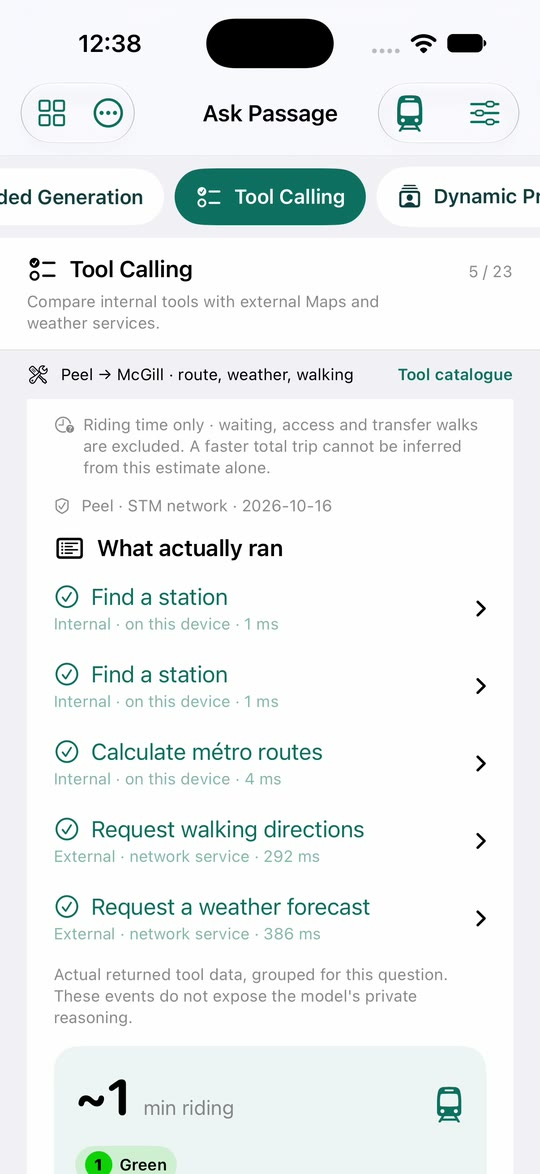 12:38
Ask Passage
ded Generation
Tool Calling
Dynamic Pr
Tool Calling
5 / 23
Compare internal tools with external Maps and
weather services.
Peel → McGill · route, weather, walking
Tool catalogue
Riding time only · waiting, access and transfer walks
are excluded. A faster total trip cannot be inferred
from this estimate alone.
Peel · STM network · 2026-10-16
What actually ran
Find a station
Internal · on this device · 1 ms
Find a station
Internal · on this device · 1 ms
Calculate métro routes
Internal · on this device · 4 ms
Request walking directions
External · network service · 292 ms
Request a weather forecast
External · network service · 386 ms
Actual returned tool data, grouped for this question.
These events do not expose the model's private
reasoning.
~1 min riding
1 Green